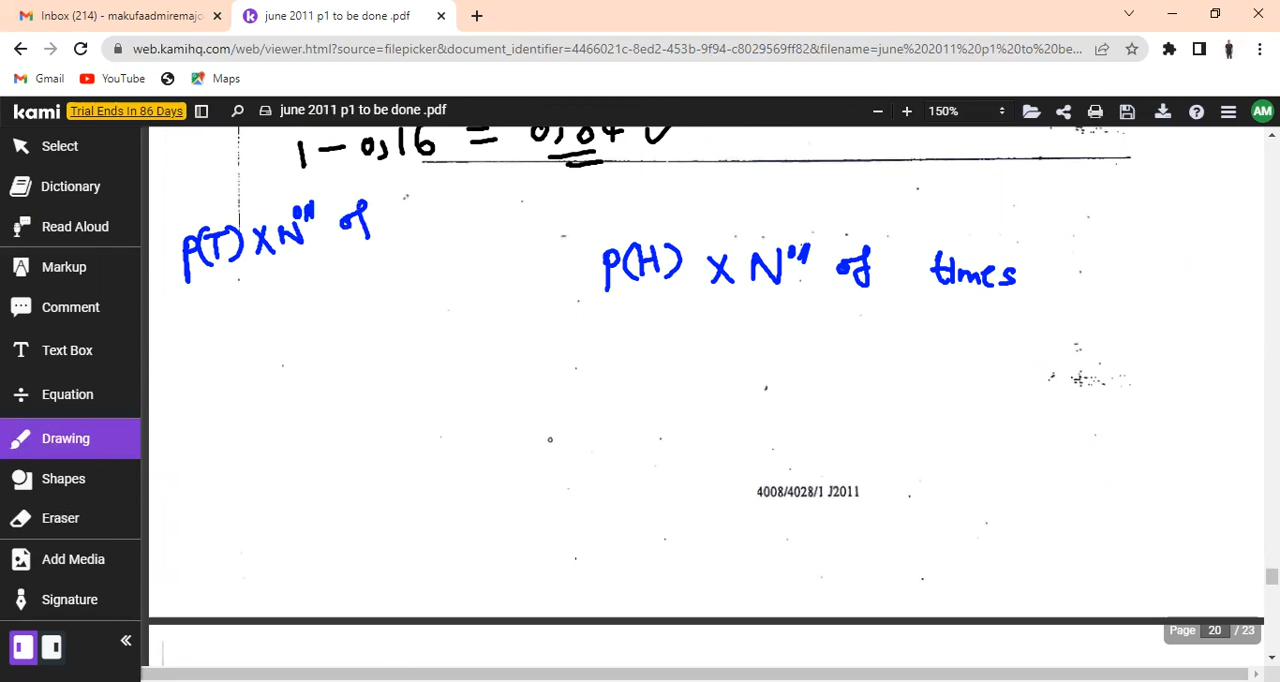 Inbox (214) - makufaadmiremajo
june 2011 p1 to be done .pdf
web.kamihq.com/web/viewer.html?source=filepicker&document_identifier=4466021c-8ed2-453b-9f94-c8029569ff82&filename=june%202011%20p1%20to%20be...
Gmail
YouTube
Maps
kami
Trial Ends In 86 Days
june 2011 p1 to be done .pdf
150%
AM
Select
Dictionary
Read Aloud
Markup
Comment
Text Box
Equation
Drawing
Shapes
Eraser
Add Media
Signature
1 - 0,16 = 0,84
P(T) X N of
P(H) X N of times
4008/4028/1 J2011
Page 20 / 23